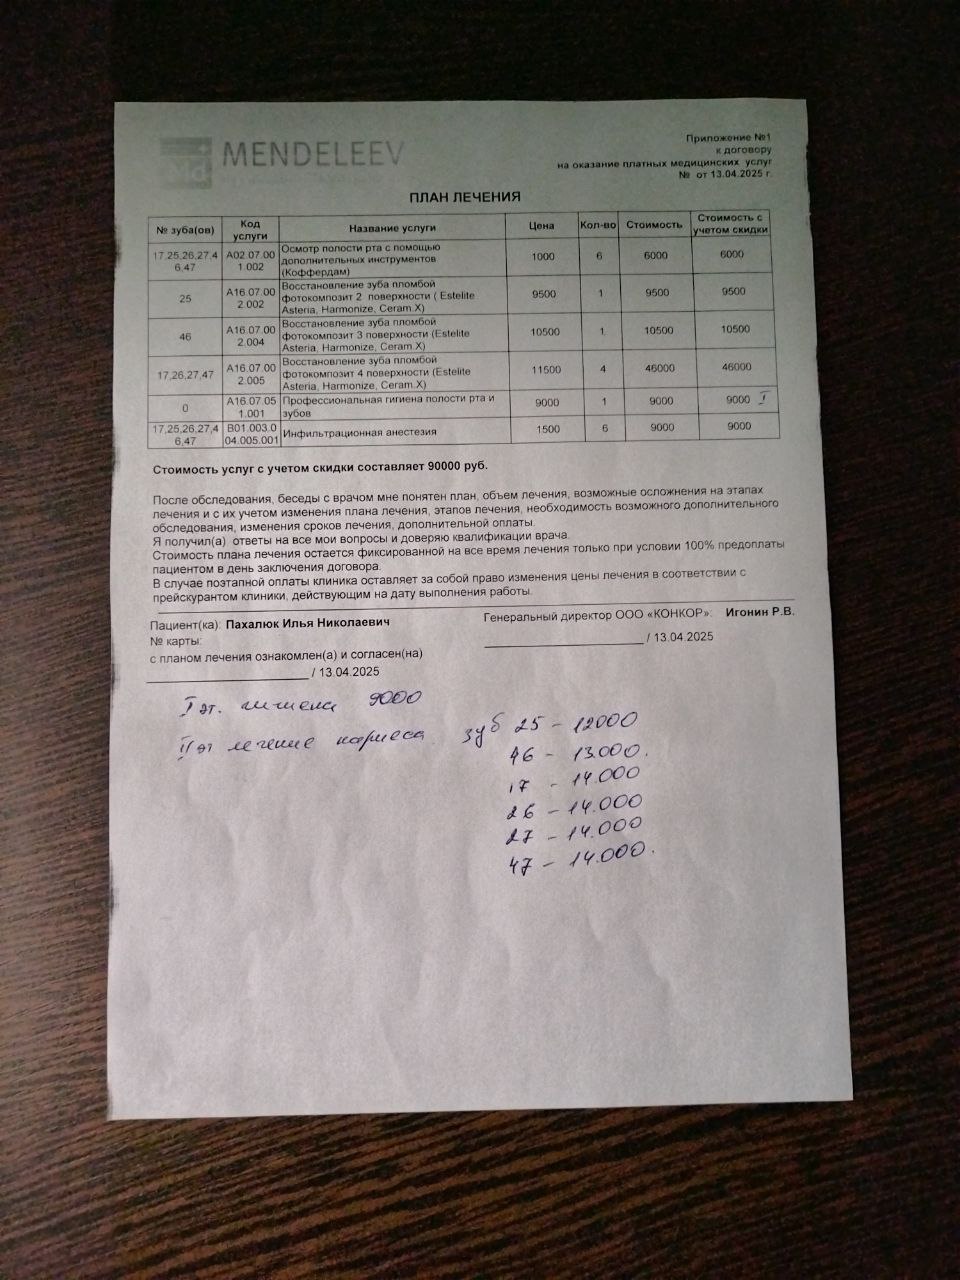 MENDELEEV
Приложение №1
к договору
на оказание платных медицинских услуг
№ от 13.04.2025 г.
ПЛАН ЛЕЧЕНИЯ
№ зуба(ов) Код услуги Название услуги Цена Кол-во Стоимость Стоимость с учетом скидки
17,25,26,27,46,47 A02.07.001.002 Осмотр полости рта с помощью дополнительных инструментов (Коффердам) 1000 6 6000 6000
25 A16.07.002.002 Восстановление зуба пломбой фотокомпозит 2 поверхности ( Estelite Asteria, Harmonize, Ceram.X) 9500 1 9500 9500
46 A16.07.002.004 Восстановление зуба пломбой фотокомпозит 3 поверхности (Estelite Asteria, Harmonize, Ceram.X) 10500 1 10500 10500
17,26,27,47 A16.07.002.005 Восстановление зуба пломбой фотокомпозит 4 поверхности (Estelite Asteria, Harmonize, Ceram.X) 11500 4 46000 46000
0 A16.07.051.001 Профессиональная гигиена полости рта и зубов 9000 1 9000 9000 I
17,25,26,27,46,47 B01.003.004.005.001 Инфильтрационная анестезия 1500 6 9000 9000
Стоимость услуг с учетом скидки составляет 90000 руб.
После обследования, беседы с врачом мне понятен план, объем лечения, возможные осложнения на этапах
лечения и с их учетом изменения плана лечения, этапов лечения, необходимость возможного дополнительного
обследования, изменения сроков лечения, дополнительной оплаты.
Я получил(а) ответы на все мои вопросы и доверяю квалификации врача.
Стоимость плана лечения остается фиксированной на все время лечения только при условии 100% предоплаты
пациентом в день заключения договора.
В случае поэтапной оплаты клиника оставляет за собой право изменения цены лечения в соответствии с
прейскурантом клиники, действующим на дату выполнения работы.
Пациент(ка): Пахалюк Илья Николаевич Генеральный директор ООО «КОНКОР»: Игонин Р.В.
№ карты: / 13.04.2025
с планом лечения ознакомлен(а) и согласен(на)
/ 13.04.2025
I эт. гигиена 9000
II эт лечение кариеса зуб 25 – 12000
46 – 13.000.
17 – 14.000
26 – 14.000
27 – 14.000
47 – 14.000.